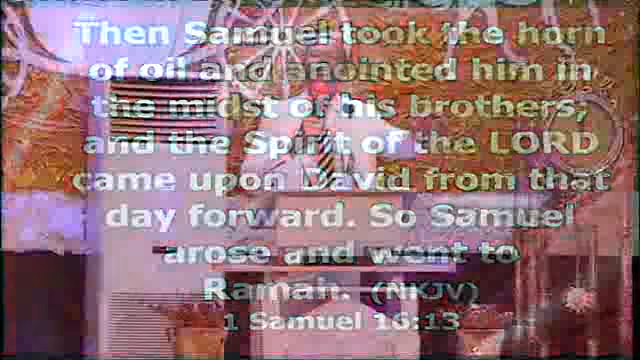 Then Samuel took the horn
of oil and anointed him in
the midst of his brothers;
and the Spirit of the LORD
came upon David from that
day forward. So Samuel
arose and went to
Ramah. (NKJV)
1 Samuel 16:13